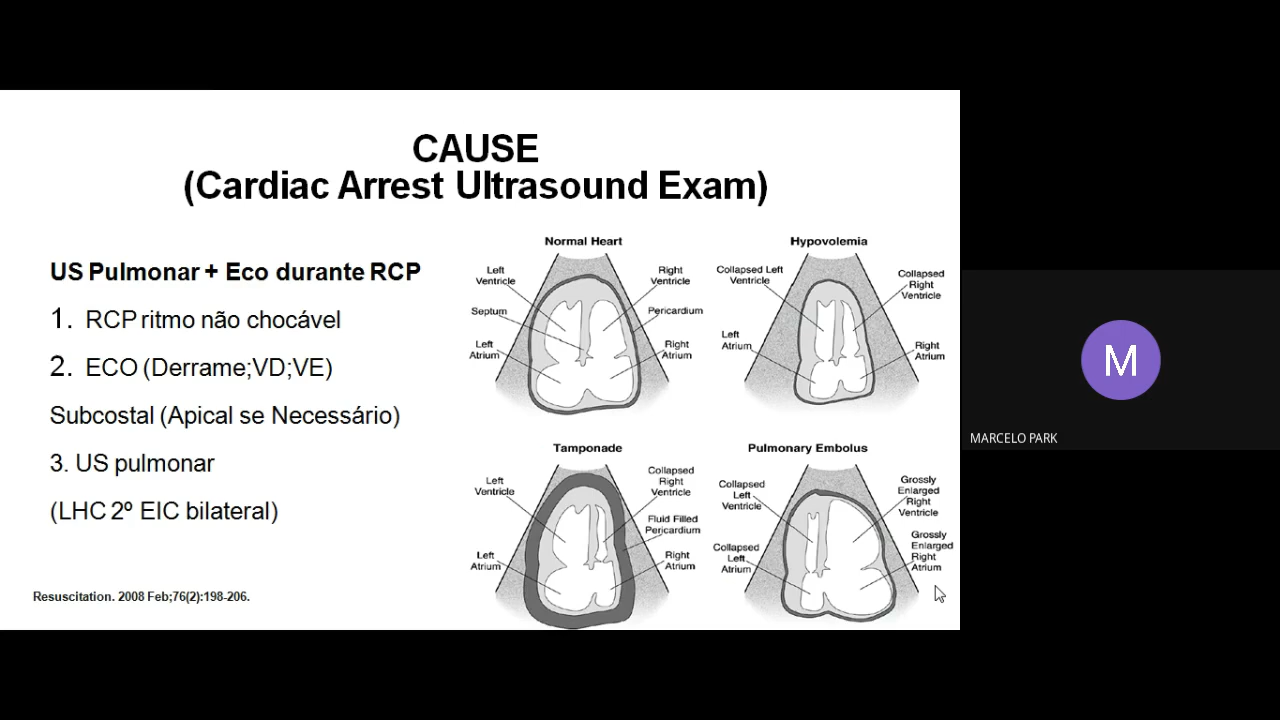 CAUSE
(Cardiac Arrest Ultrasound Exam)
US Pulmonar + Eco durante RCP
1. RCP ritmo não chocável
2. ECO (Derrame;VD;VE)
Subcostal (Apical se Necessário)
3. US pulmonar
(LHC 2º EIC bilateral)
Resuscitation. 2008 Feb;76(2):198-206.
Normal Heart
Left
Ventricle
Septum
Left
Atrium
Right
Ventricle
Pericardium
Right
Atrium
Hypovolemia
Collapsed Left
Ventricle
Left
Atrium
Collapsed
Right
Ventricle
Right
Atrium
Tamponade
Left
Ventricle
Left
Atrium
Collapsed
Right
Ventricle
Fluid Filled
Pericardium
Right
Atrium
Pulmonary Embolus
Collapsed
Left
Ventricle
Collapsed
Left
Atrium
Grossly
Enlarged
Right
Ventricle
Grossly
Enlarged
Right
Atrium
M
MARCELO PARK